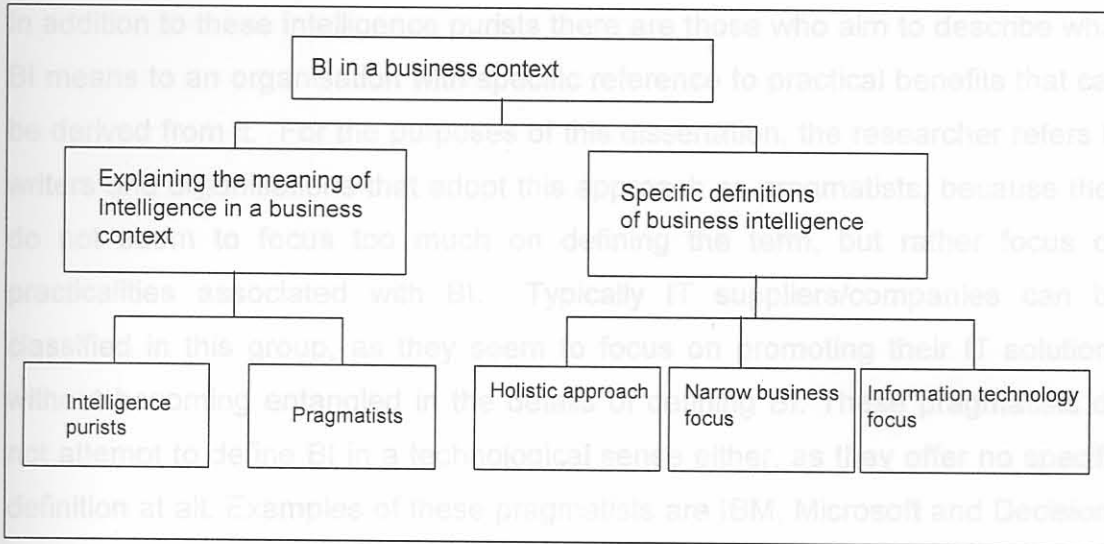 In addition to these intelligence purists there are those who aim to describe
BI in a business context
BI means to an organisation with specific reference to practical benefits that
be derived from it. For the purposes of this dissertation, the researcher refers
Explaining the meaning of
Intelligence in a business
context
Specific definitions
of business intelligence
writers that adopt this approach as pragmatists, because
do not seem to focus too much on defining the term, but rather focus
practicalities associated with BI. Typically IT suppliers/companies can
classified in this group, as they seem to focus on promoting their IT
Intelligence
purists
Pragmatists
Holistic approach
Narrow business
focus
Information technology
focus
without becoming entangled in the details of defining BI. These pragmatists
not attempt to define BI in a technological sense either, as they offer no
definition at all. Examples of these pragmatists are IBM, Microsoft and